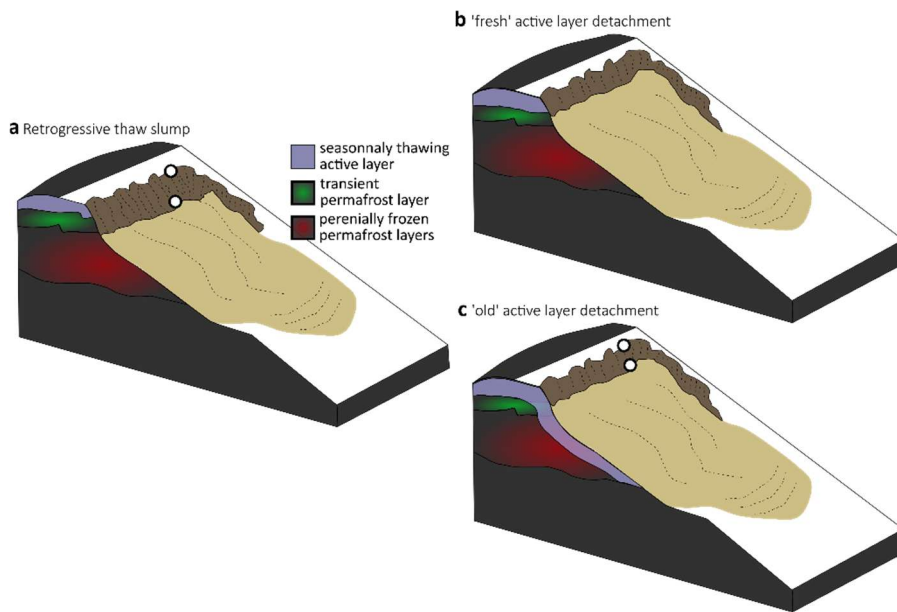 b 'fresh' active layer detachment
a Retrogressive thaw slump
seasonnaly thawing
active layer
transient
permafrost layer
perenially frozen
permafrost layers
c 'old' active layer detachment